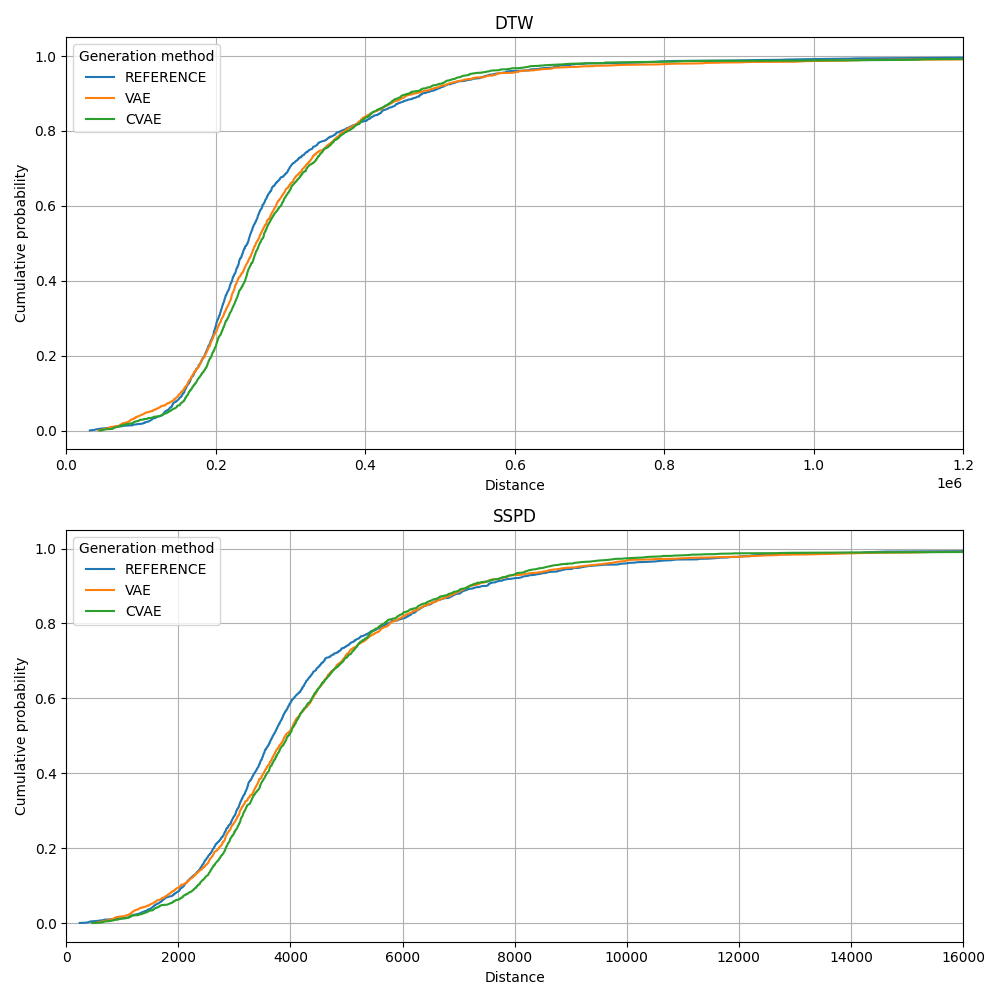 DTW
Generation method
REFERENCE
VAE
CVAE
Cumulative probability
1.0
0.8
0.6
0.4
0.2
0.0
0.0 0.2 0.4 0.6 0.8 1.0 1.2
1e6
Distance
SSPD
Generation method
REFERENCE
VAE
CVAE
Cumulative probability
1.0
0.8
0.6
0.4
0.2
0.0
0 2000 4000 6000 8000 10000 12000 14000 16000
Distance